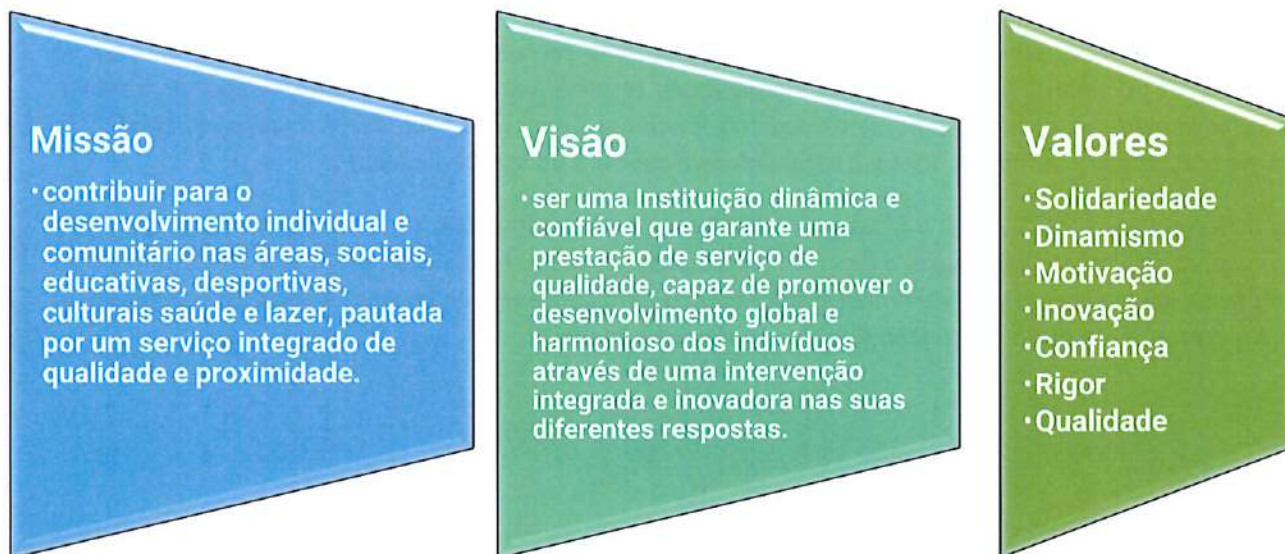 Missão
·contribuir para o
desenvolvimento individual e
comunitário nas áreas, sociais,
educativas, desportivas,
culturais saúde e lazer, pautada
por um serviço integrado de
qualidade e proximidade.
Visão
·ser uma Instituição dinâmica e
confiável que garante uma
prestação de serviço de
qualidade, capaz de promover o
desenvolvimento global e
harmonioso dos indivíduos
através de uma intervenção
integrada e inovadora nas suas
diferentes respostas.
Valores
·Solidariedade
·Dinamismo
·Motivação
·Inovação
·Confiança
·Rigor
·Qualidade